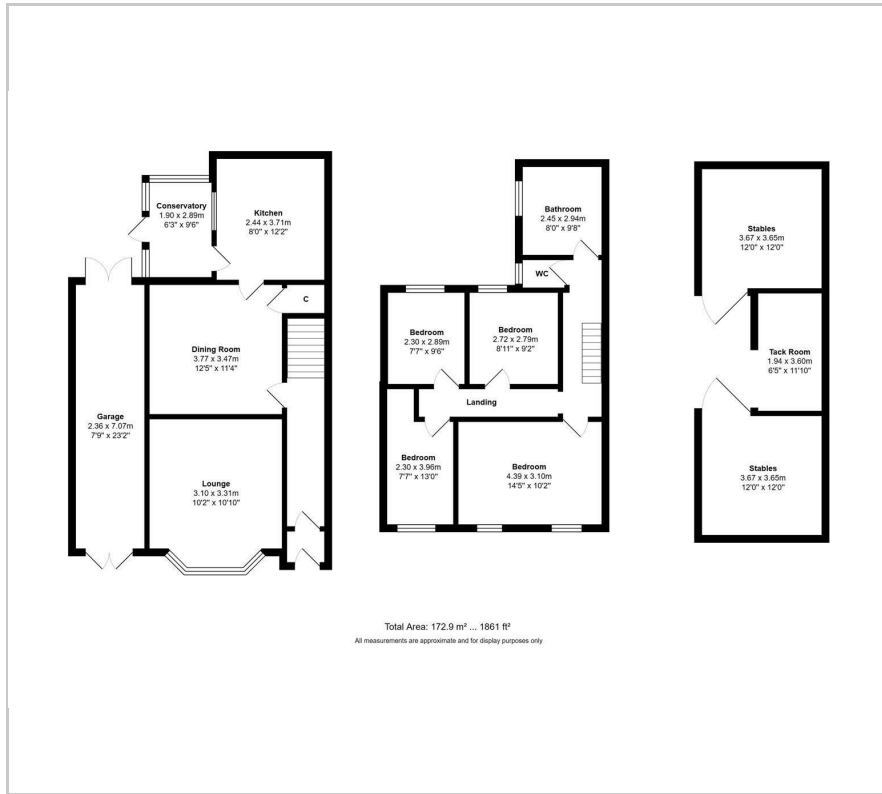 Conservatory
1.90 x 2.89m
6'3" x 9'6"
Kitchen
2.44 x 3.71m
8'0" x 12'2"
C
Dining Room
3.77 x 3.47m
12'5" x 11'4"
Garage
2.36 x 7.07m
7'9" x 23'2"
Lounge
3.10 x 3.31m
10'2" x 10'10"
Bathroom
2.45 x 2.94m
8'0" x 9'8"
WC
Bedroom
2.30 x 2.89m
7'7" x 9'6"
Bedroom
2.72 x 2.79m
8'11" x 9'2"
Landing
Bedroom
2.30 x 3.96m
7'7" x 13'0"
Bedroom
4.39 x 3.10m
14'5" x 10'2"
Stables
3.67 x 3.65m
12'0" x 12'0"
Tack Room
1.94 x 3.60m
6'5" x 11'10"
Stables
3.67 x 3.65m
12'0" x 12'0"
Total Area: 172.9 m² ... 1861 ft²
All measurements are approximate and for display purposes only